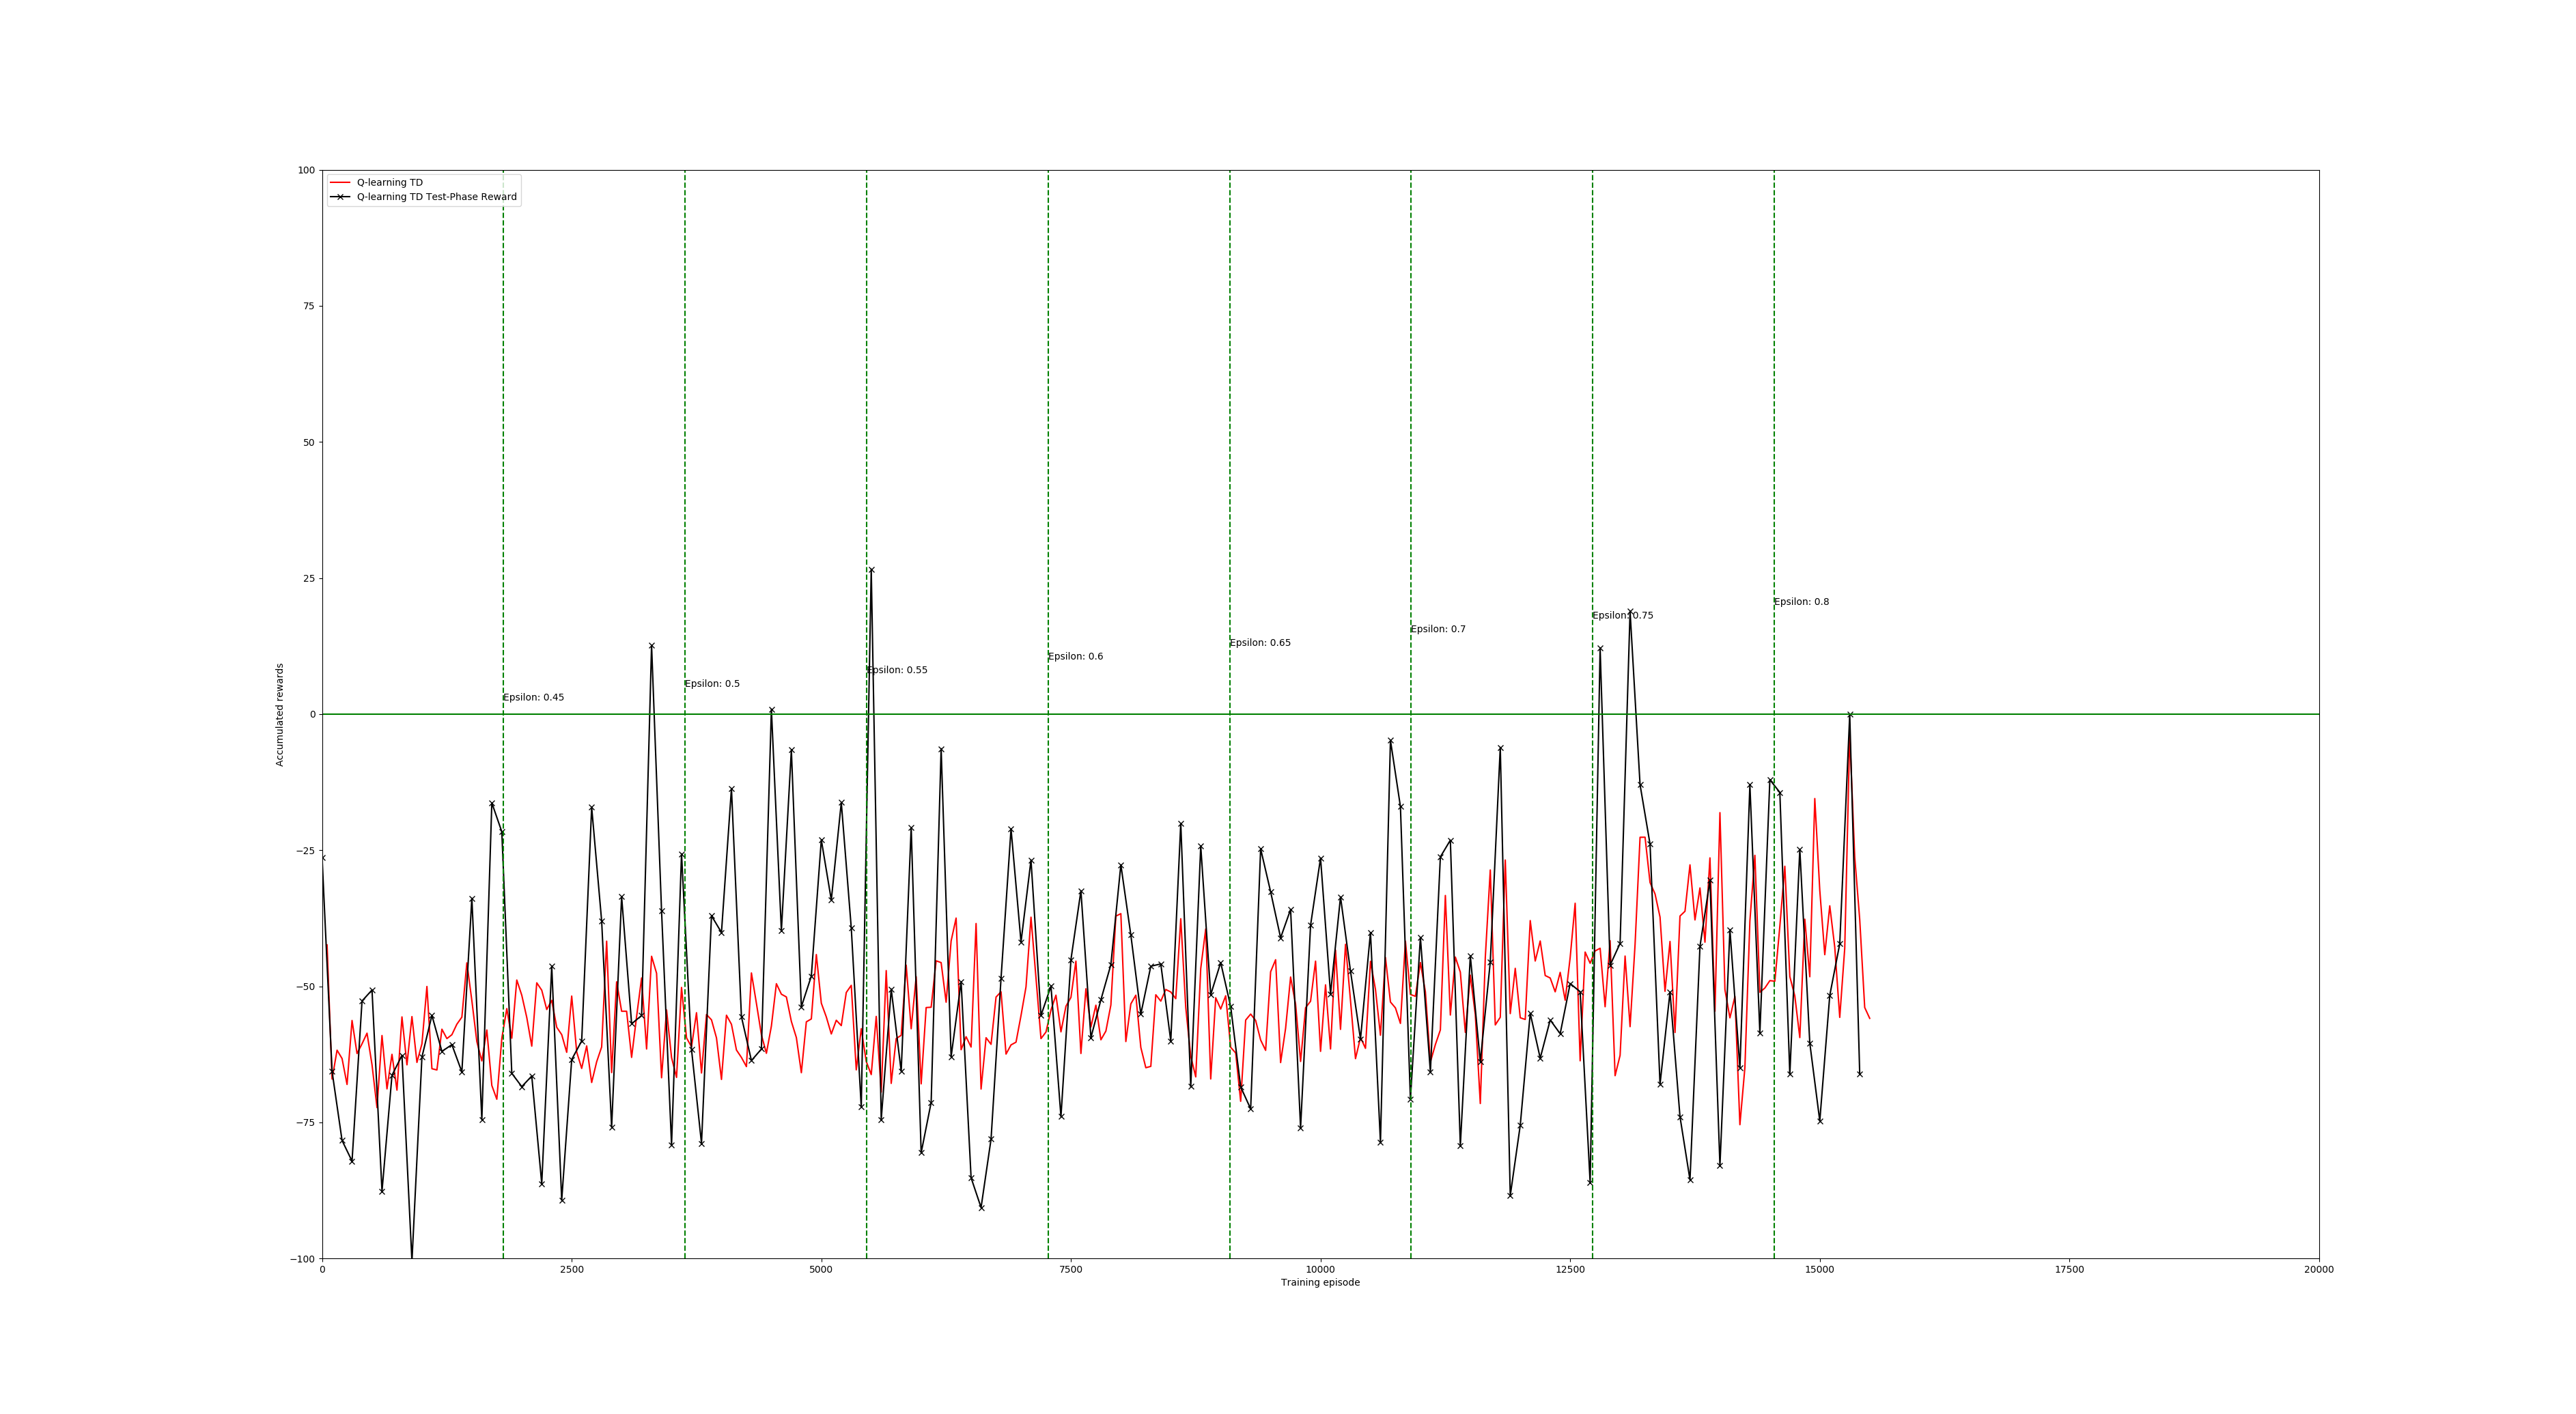 Q-learning TD
Q-learning TD Test-Phase Reward
100
75
50
25
0
−25
−50
−75
−100
Accumulated rewards
Epsilon: 0.45
Epsilon: 0.5
Epsilon: 0.55
Epsilon: 0.6
Epsilon: 0.65
Epsilon: 0.7
Epsilon: 0.75
Epsilon: 0.8
0
2500
5000
7500
10000
12500
15000
17500
20000
Training episode